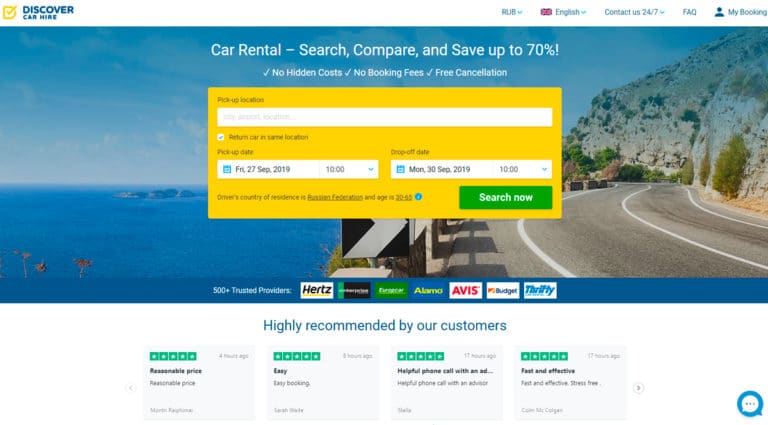 DISCOVER
CAR HIRE
RUB
English
Contact us 24/7
FAQ
My Booking
Car Rental – Search, Compare, and Save up to 70%!
✓ No Hidden Costs ✓ No Booking Fees ✓ Free Cancellation
Pick-up location
city, airport, location...
Return car in same location
Pick-up date
Drop-off date
Fri, 27 Sep, 2019
10:00
Mon, 30 Sep, 2019
10:00
Driver's country of residence is Russian Federation and age is 30-65
Search now
500+ Trusted Providers:
Hertz
enterprise
Europcar
Alamo
AVIS
Budget
Thrifty
Highly recommended by our customers
4 hours ago
Reasonable price
Reasonable price
Montri
8 hours ago
Easy
Easy booking.
Sarah Waite
17 hours ago
Helpful phone call with an ad...
Helpful phone call with an advisor
Stella
17 hours ago
Fast and effective
Fast and effective. Stress free .
Colm Mc Colgan